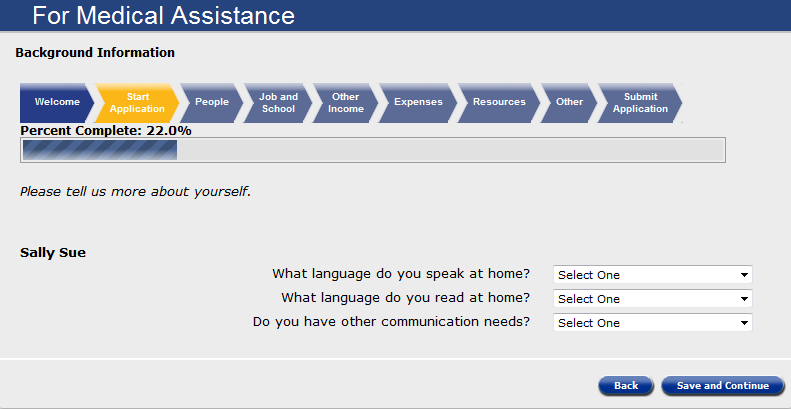 For Medical Assistance
Background Information
Welcome
Start Application
People
Job and School
Other Income
Expenses
Resources
Other
Submit Application
Percent Complete: 22.0%
Please tell us more about yourself.
Sally Sue
What language do you speak at home? Select One
What language do you read at home? Select One
Do you have other communication needs? Select One
Back Save and Continue